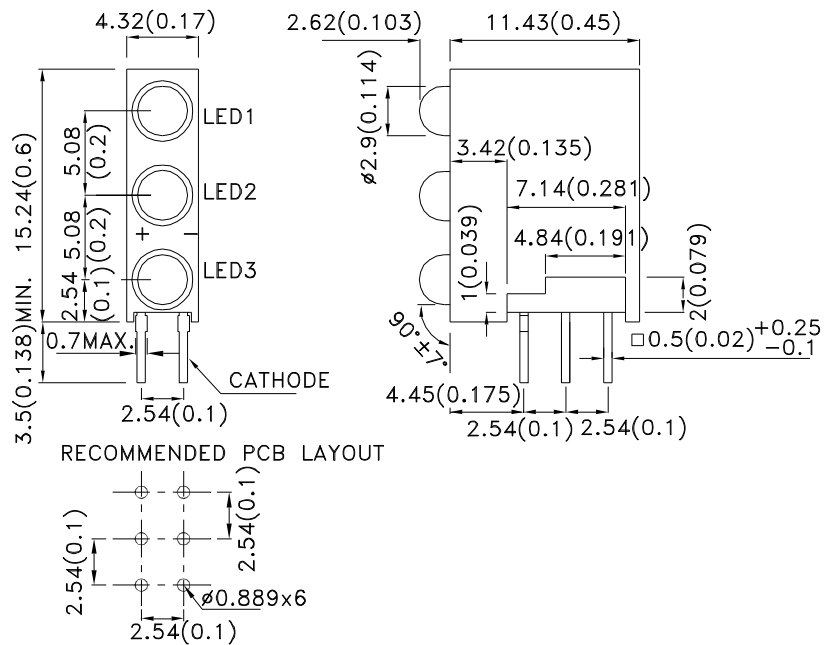 4.32(0.17)
2.62(0.103)
11.43(0.45)
LED1
LED2
LED3
+ −
5.08
(0.2)
5.08
(0.2)
2.54
(0.1)
15.24(0.6)
3.5(0.138)MIN.
0.7MAX.
CATHODE
2.54(0.1)
ø2.9(0.114)
3.42(0.135)
7.14(0.281)
4.84(0.191)
1(0.039)
2(0.079)
90°±7°
□0.5(0.02)+0.25
−0.1
4.45(0.175)
2.54(0.1)
2.54(0.1)
RECOMMENDED PCB LAYOUT
2.54(0.1)
2.54(0.1)
ø0.889x6
2.54(0.1)